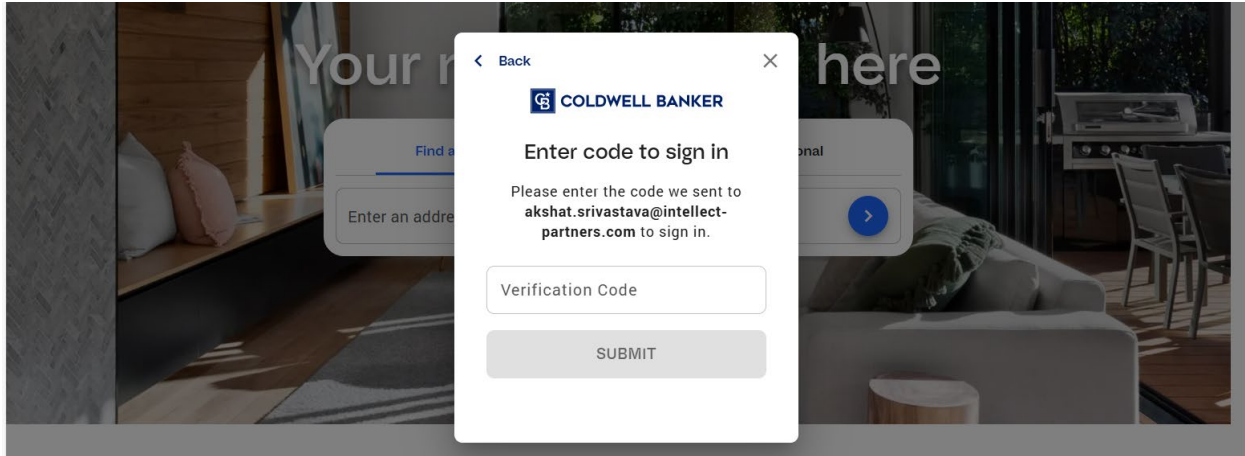 Your
here
Back
COLDWELL BANKER
Find a
Enter code to sign in
Please enter the code we sent to
akshat.srivastava@intellect-
partners.com to sign in.
Enter an addre
Verification Code
SUBMIT